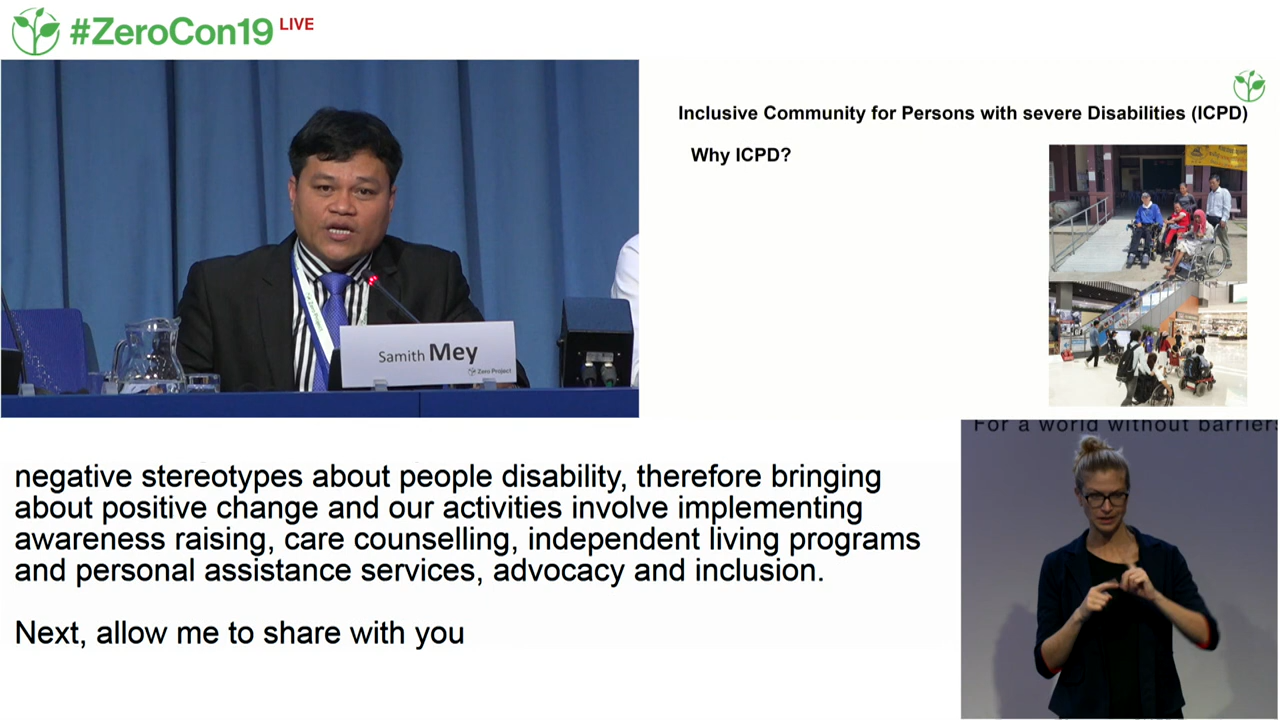 #ZeroCon19 LIVE
Inclusive Community for Persons with severe Disabilities (ICPD)
Why ICPD?
Samith Mey
Zero Project
For a world without barriers
negative stereotypes about people disability, therefore bringing
about positive change and our activities involve implementing
awareness raising, care counselling, independent living programs
and personal assistance services, advocacy and inclusion.
Next, allow me to share with you